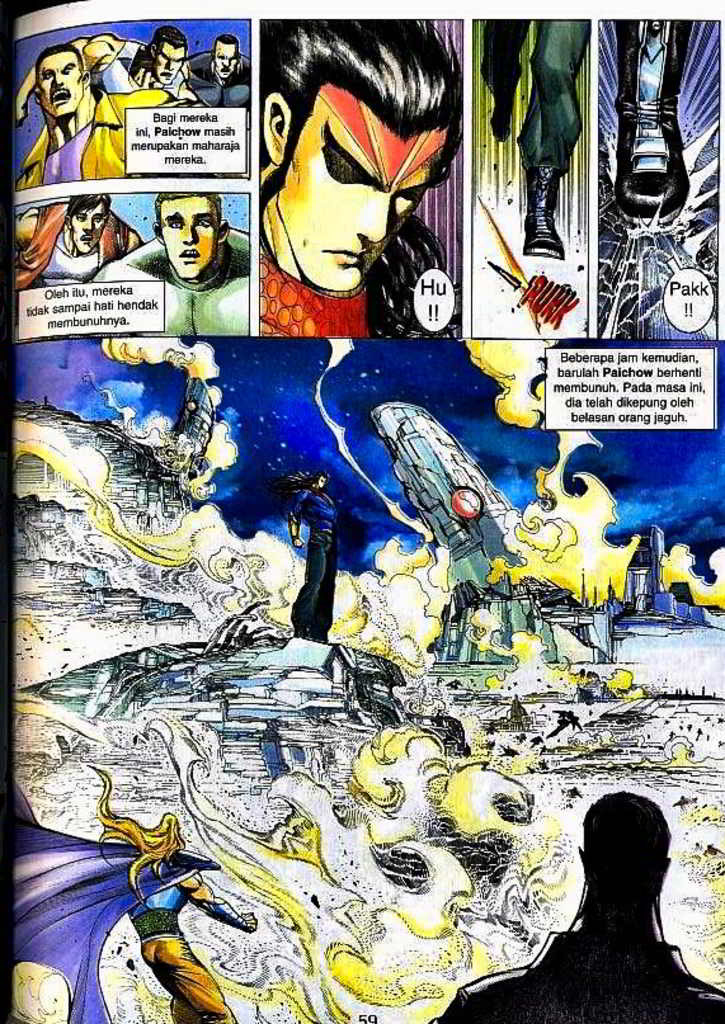 Bagi mereka
ini, Paichow masih
merupakan maharaja
mereka.
Oleh itu, mereka
tidak sampai hati hendak
membunuhnya.
Hu
!!
PURK
Pakk
!!
Beberapa jam kemudian,
barulah Paichow berhenti
membunuh. Pada masa ini,
dia telah dikepung oleh
belasan orang jaguh.
59